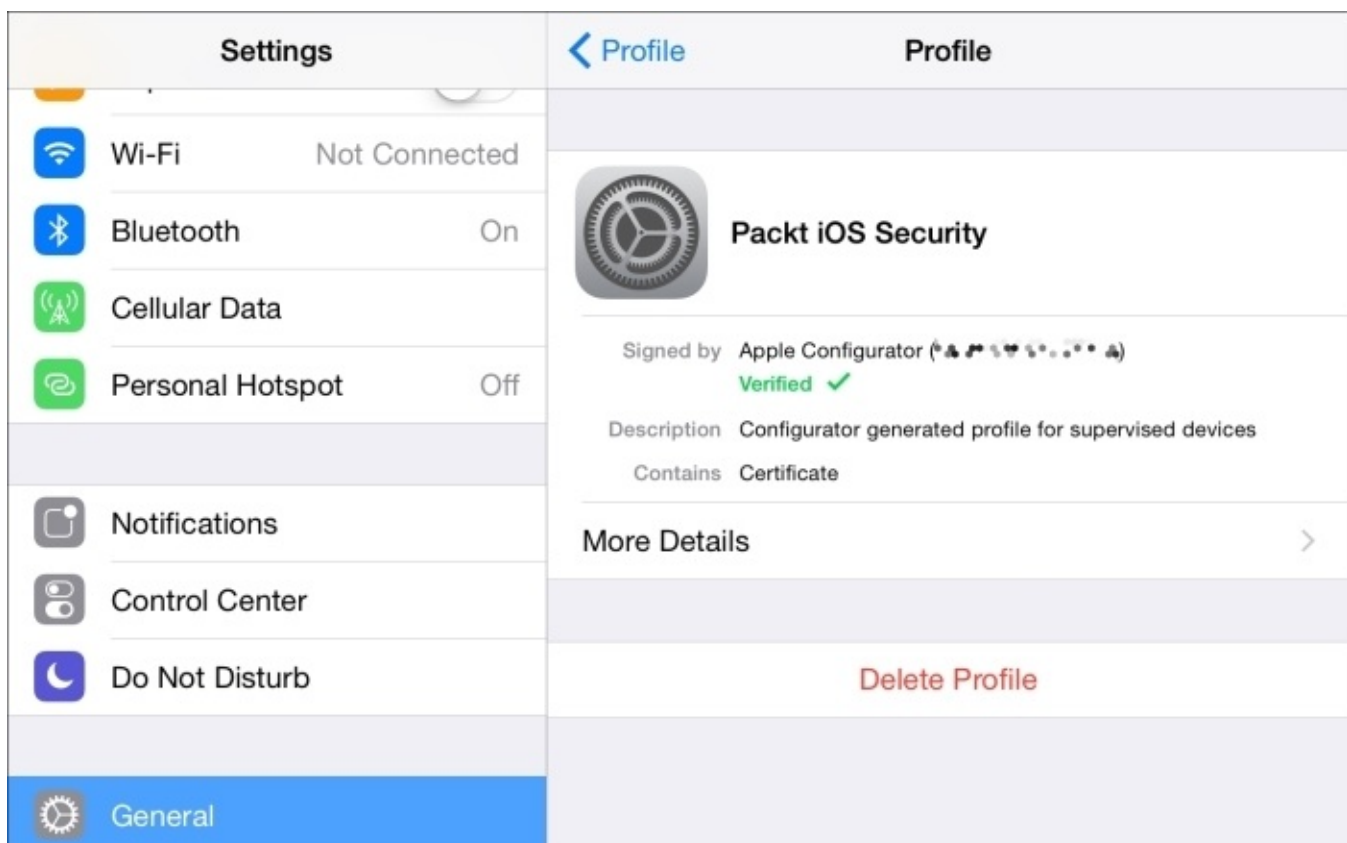 Settings
Wi-Fi Not Connected
Bluetooth On
Cellular Data
Personal Hotspot Off
Notifications
Control Center
Do Not Disturb
General
Profile Profile
Packt iOS Security
Signed by Apple Configurator ( )
Verified
Description Configurator generated profile for supervised devices
Contains Certificate
More Details
Delete Profile